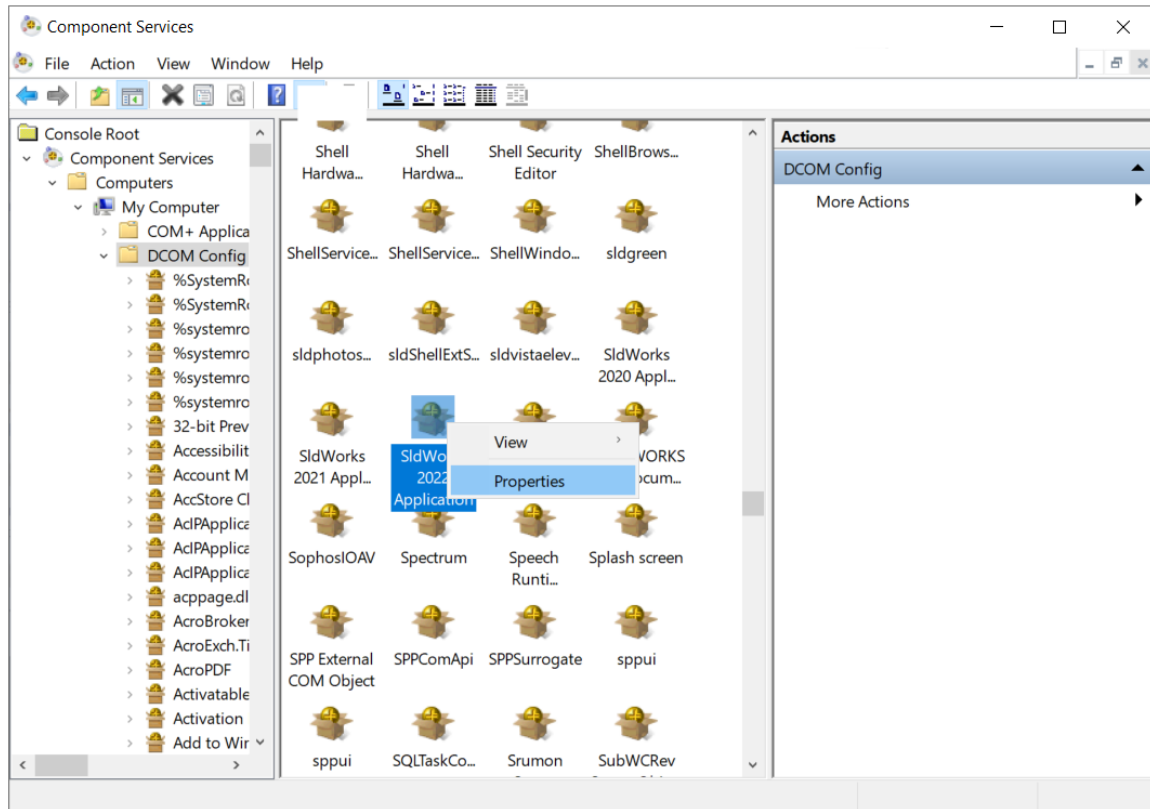 Component Services
File Action View Window Help
Console Root
Component Services
Computers
My Computer
COM+ Applica
DCOM Config
%SystemRo
%SystemRo
%systemro
%systemro
%systemro
%systemro
32-bit Prev
Accessibilit
Account M
AccStore Cl
AcIPApplica
AcIPApplica
AcIPApplica
acppage.dl
AcroBroker
AcroExch.Ti
AcroPDF
Activatable
Activation
Add to Wir
Shell Shell Shell Security ShellBrows...
Hardwa... Hardwa... Editor
ShellService... ShellService... ShellWindo... sldgreen
sldphotos... sldShellExtS... sldvistaelev... SldWorks
2020 Appl...
SldWorks SldWo VORKS
2021 Appl... 2022 ocum...
Application
View
Properties
SophosIOAV Spectrum Speech Splash screen
Runti...
SPP External SPPComApi SPPSurrogate sppui
COM Object
sppui SQLTaskCo... Srumon SubWCRev
Actions
DCOM Config
More Actions